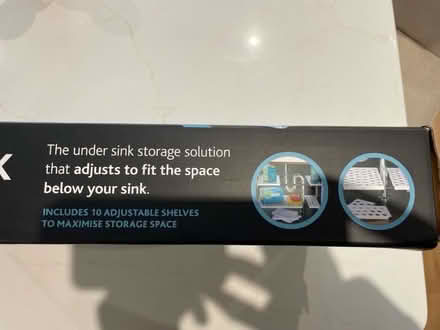 The under sink storage solution
that adjusts to fit the space
below your sink.
INCLUDES 10 ADJUSTABLE SHELVES
TO MAXIMISE STORAGE SPACE